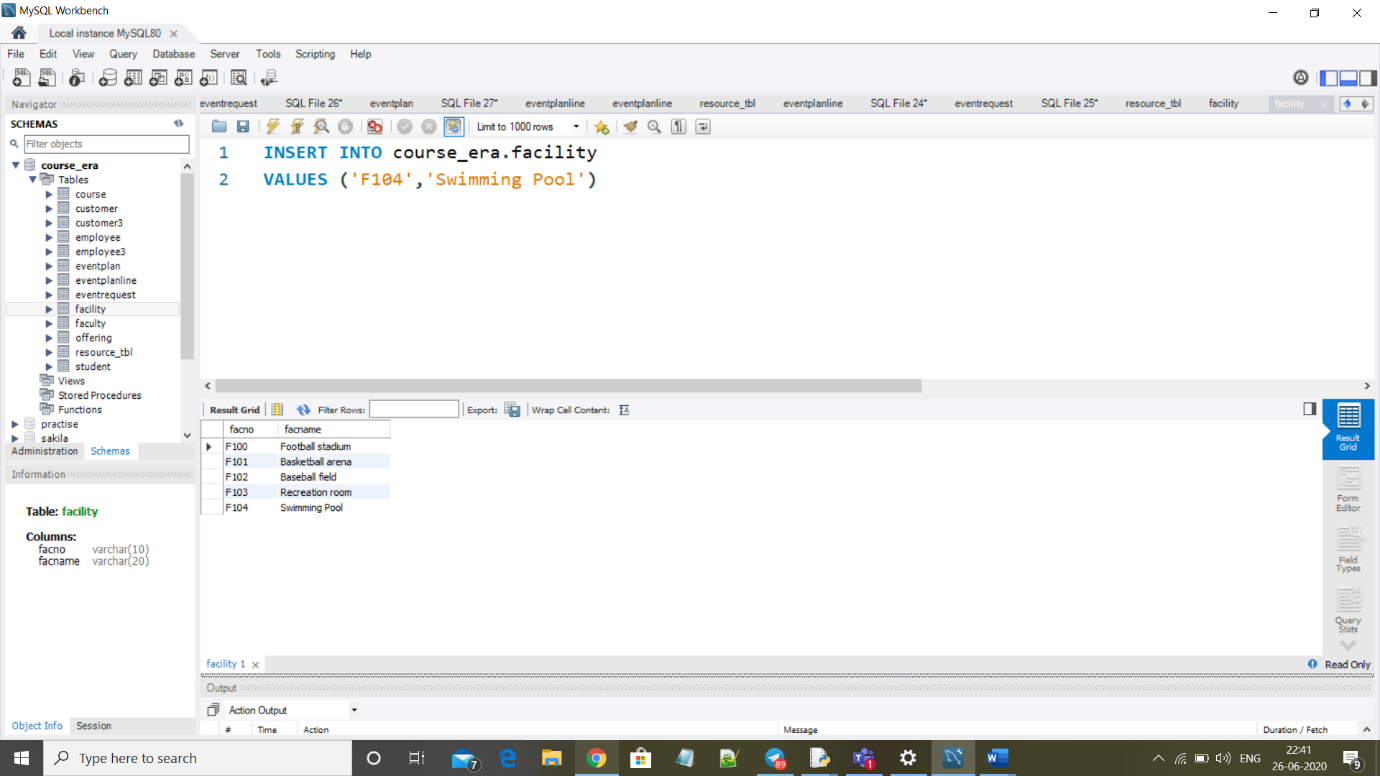 MySQL Workbench
Local instance MySQL80
File Edit View Query Database Server Tools Scripting Help
Navigator
SCHEMAS
Filter objects
course_era
Tables
course
customer
customer3
employee
employee3
eventplan
eventplanline
eventrequest
facility
faculty
offering
resource_tbl
student
Views
Stored Procedures
Functions
practise
sakila
Administration Schemas
Information
Table: facility
Columns:
facno varchar(10)
facname varchar(20)
Object Info Session
eventrequest SQL File 26* eventplan SQL File 27* eventplanline eventplanline resource_tbl eventplanline SQL File 24* eventrequest SQL File 25* resource_tbl facility facility
Limit to 1000 rows
1 INSERT INTO course_era.facility
2 VALUES ('F104','Swimming Pool')
Result Grid Filter Rows: Export: Wrap Cell Content:
facno facname
F100 Football stadium
F101 Basketball arena
F102 Baseball field
F103 Recreation room
F104 Swimming Pool
Result
Grid
Form
Editor
Field
Types
Query
Stats
facility 1
Read Only
Output
Action Output
# Time Action Message Duration / Fetch
Type here to search
7
89
1
ENG
22:41
26-06-2020
9